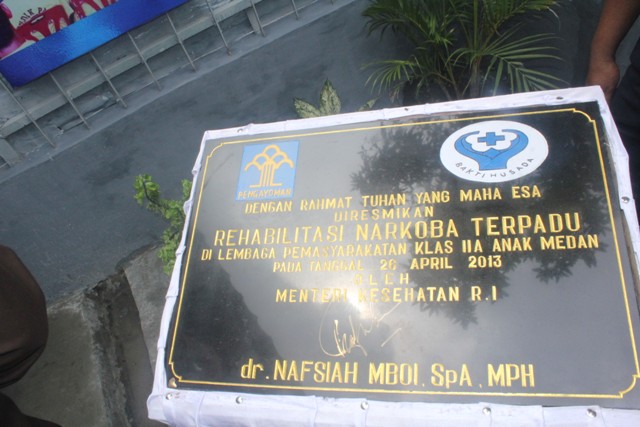 PENGAYOMAN
BAKTI HUSADA
DENGAN RAHMAT TUHAN YANG MAHA ESA
DIRESMIKAN
REHABILITASI NARKOBA TERPADU
DI LEMBAGA PEMASYARAKATAN KLAS IIA ANAK MEDAN
PADA TANGGAL 26 APRIL 2013
OLEH
MENTERI KESEHATAN R.I
dr. NAFSIAH MBOI, SpA, MPH